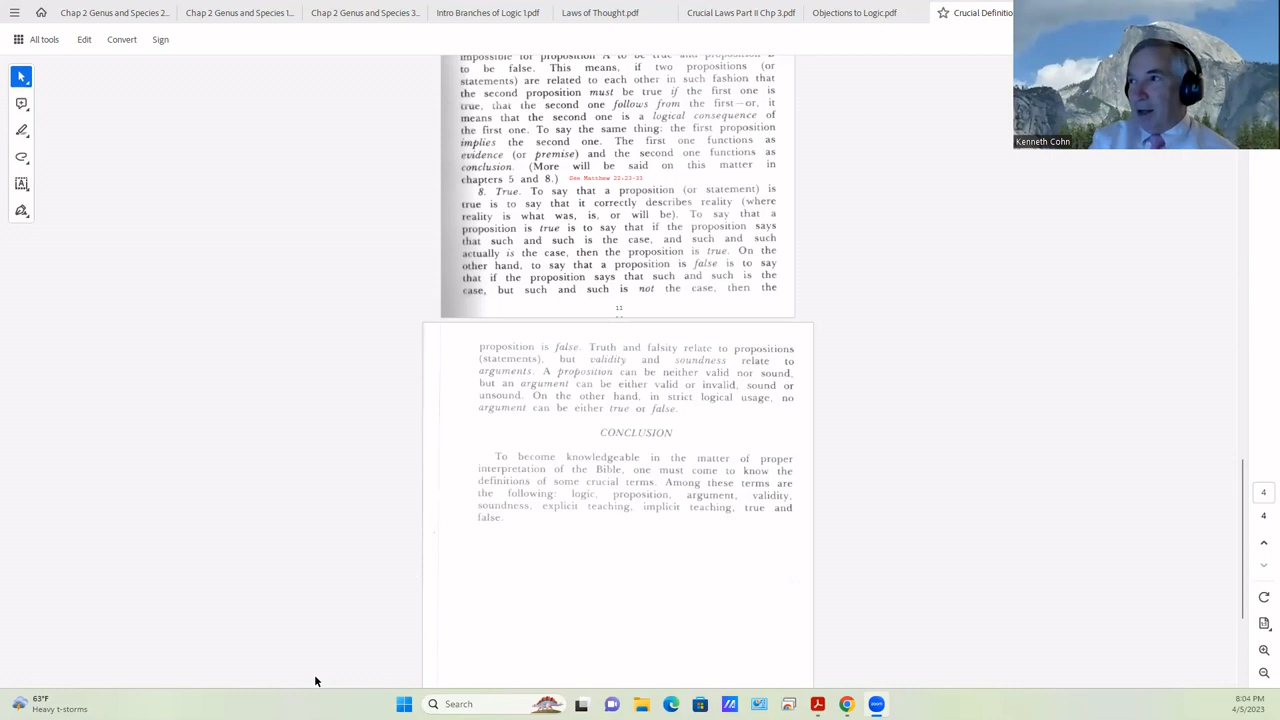 Chap 2 Genus and Species 2...
Chap 2 Genus and Species 1...
Chap 2 Genus and Species 3...
Intro Branches of Logic 1.pdf
Laws of Thought.pdf
Crucial Laws Part II Chp 3.pdf
Objections to Logic.pdf
Crucial Definitio
All tools
Edit
Convert
Sign
Kenneth Cohn
impossible for proposition A to be true and proposition B
to be false. This means, if two propositions (or
statements) are related to each other in such fashion that
the second proposition must be true if the first one is
true, that the second one follows from the first—or, it
means that the second one is a logical consequence of
the first one. To say the same thing: the first proposition
implies the second one. The first one functions as
evidence (or premise) and the second one functions as
conclusion. (More will be said on this matter in
chapters 5 and 8.) See Matthew 22:23-33
8. True. To say that a proposition (or statement) is
true is to say that it correctly describes reality (where
reality is what was, is, or will be). To say that a
proposition is true is to say that if the proposition says
that such and such is the case, and such and such
actually is the case, then the proposition is true. On the
other hand, to say that a proposition is false is to say
that if the proposition says that such and such is the
case, but such and such is not the case, then the
11
proposition is false. Truth and falsity relate to propositions
(statements), but validity and soundness relate to
arguments. A proposition can be neither valid nor sound,
but an argument can be either valid or invalid, sound or
unsound. On the other hand, in strict logical usage, no
argument can be either true or false.
CONCLUSION
To become knowledgeable in the matter of proper
interpretation of the Bible, one must come to know the
definitions of some crucial terms. Among these terms are
the following: logic, proposition, argument, validity,
soundness, explicit teaching, implicit teaching, true and
false.
4
4
63°F
Heavy t-storms
Search
8:04 PM
4/5/2023